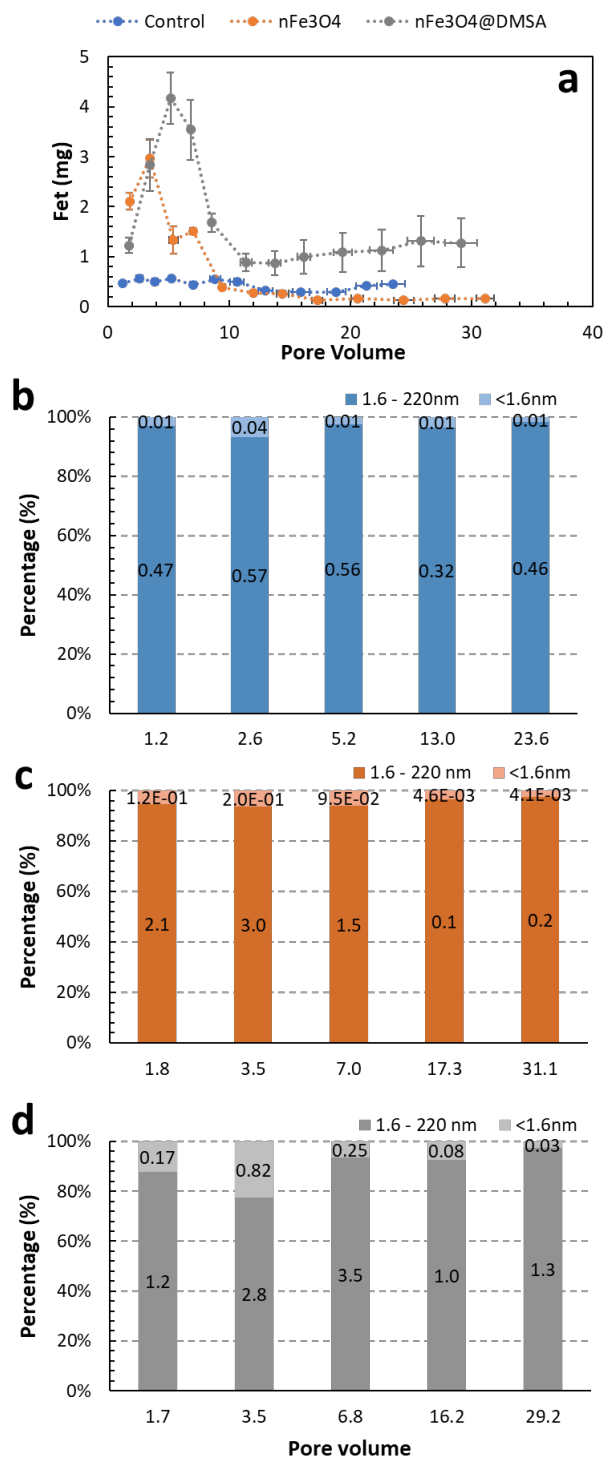 Control nFe3O4 nFe3O4@DMSA
a
5
4
3
2
1
0
Fet (mg)
0 10 20 30 40
Pore Volume
b
1.6 - 220nm <1.6nm
100%
80%
60%
40%
20%
0%
Percentage (%)
0.01 0.04 0.01 0.01 0.01
0.47 0.57 0.56 0.32 0.46
1.2 2.6 5.2 13.0 23.6
c
1.6 - 220 nm <1.6nm
100%
80%
60%
40%
20%
0%
Percentage (%)
1.2E-01 2.0E-01 9.5E-02 4.6E-03 4.1E-03
2.1 3.0 1.5 0.1 0.2
1.8 3.5 7.0 17.3 31.1
d
1.6 - 220 nm <1.6nm
100%
80%
60%
40%
20%
0%
Percentage (%)
0.17 0.82 0.25 0.08 0.03
1.2 2.8 3.5 1.0 1.3
1.7 3.5 6.8 16.2 29.2
Pore volume